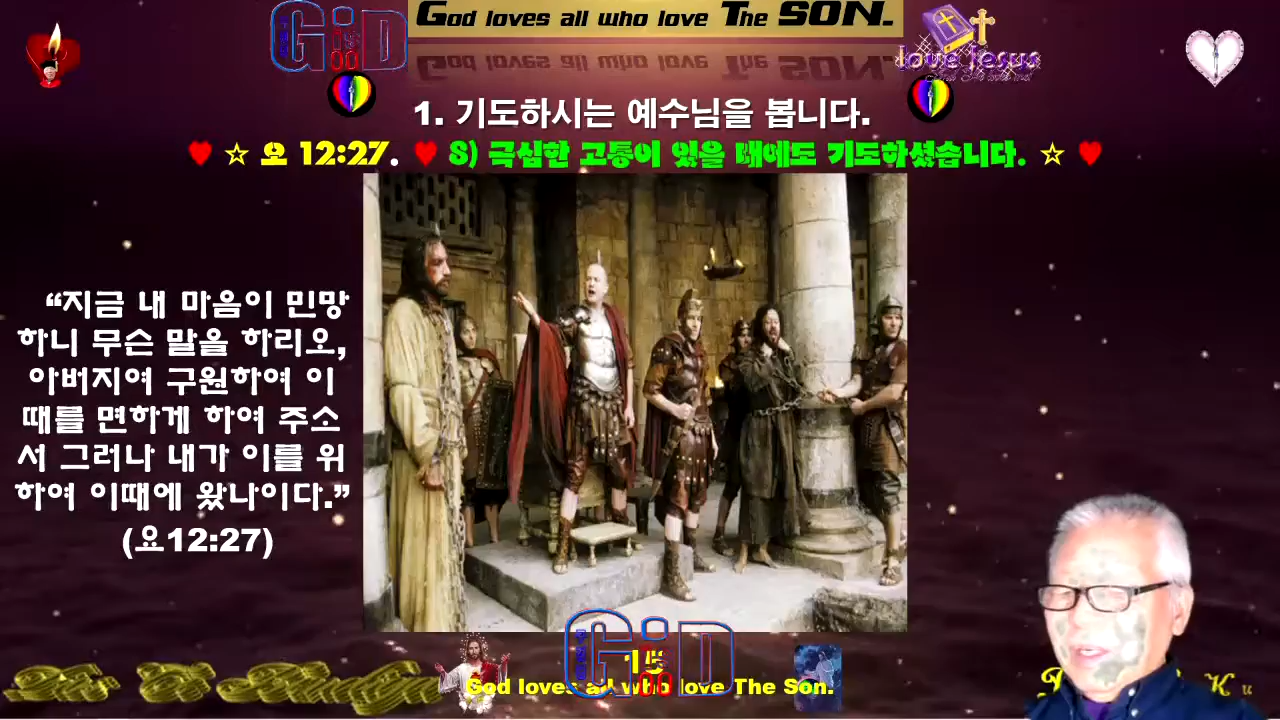 God loves all who love The SON.
GiD
love Jesus
1. 기도하시는 예수님을 봅니다.
☆ 오 12:27. S) 극심한 고통이 있을 때에도 기도하셨습니다. ☆
“지금 내 마음이 민망
하니 무슨 말을 하리오,
아버지여 구원하여 이
때를 면하게 하여 주소
서 그러나 내가 이를 위
하여 이때에 왔나이다.”
(요12:27)
GiD
15
God loves all who love The Son.